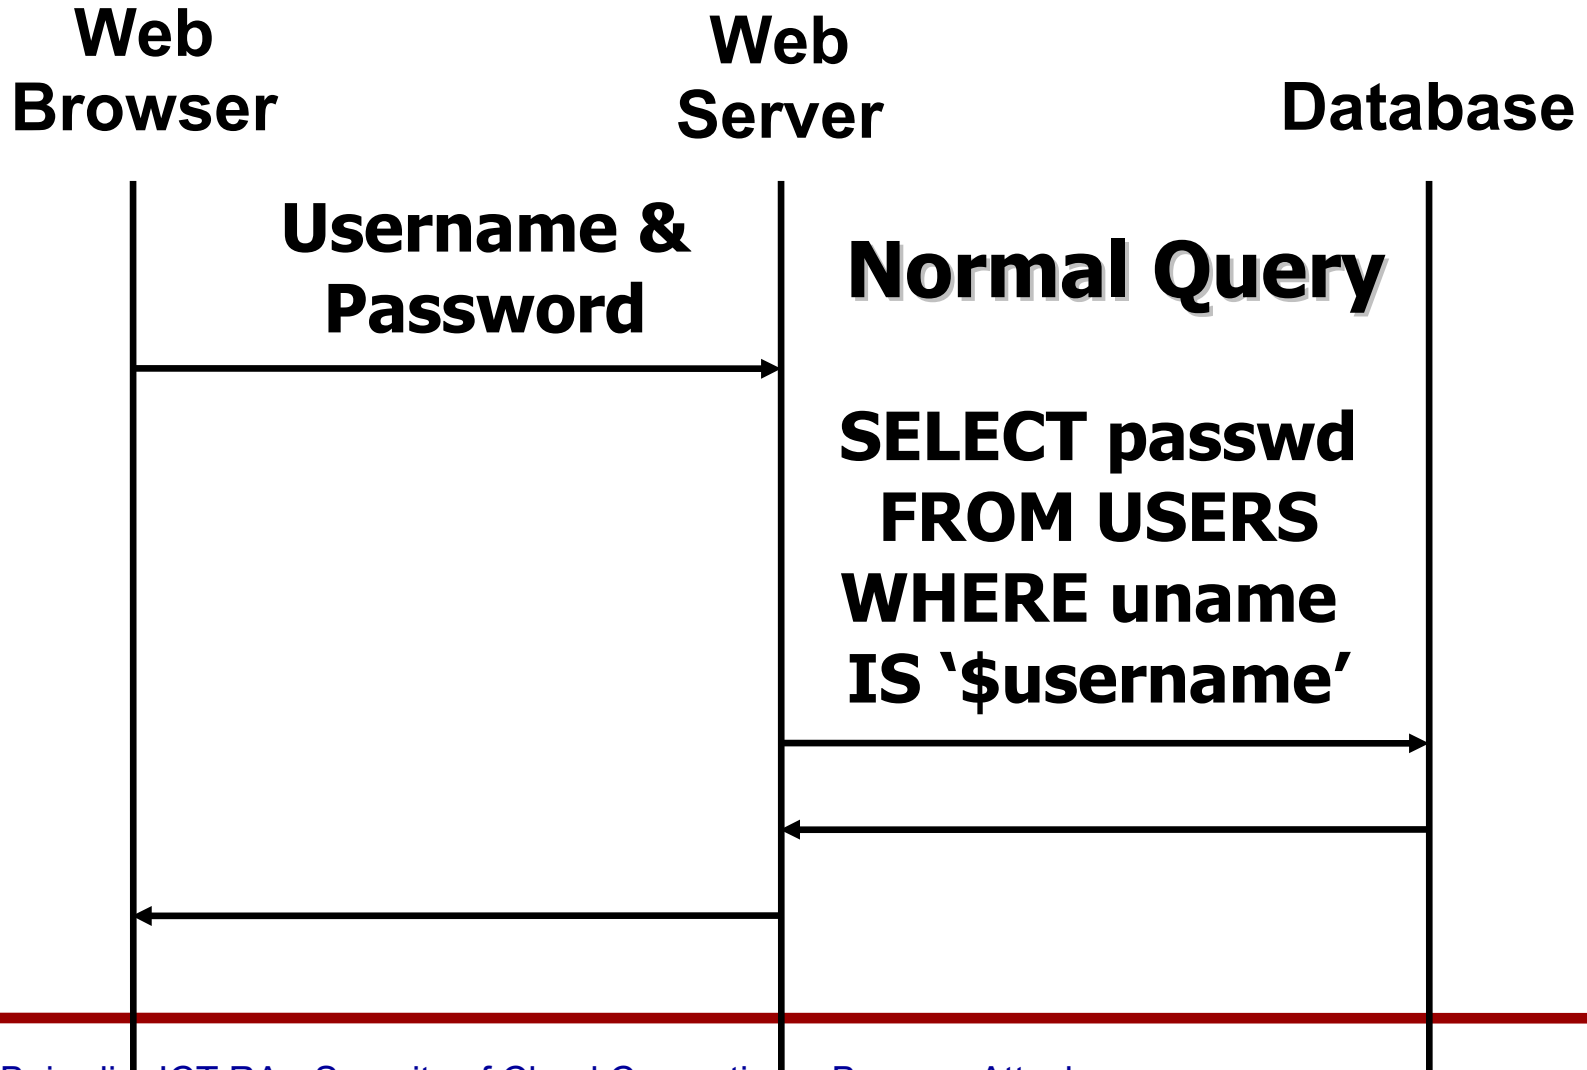 Web
Browser
Web
Server
Database
Username &
Password
Normal Query
SELECT passwd
FROM USERS
WHERE uname
IS ‘$username’